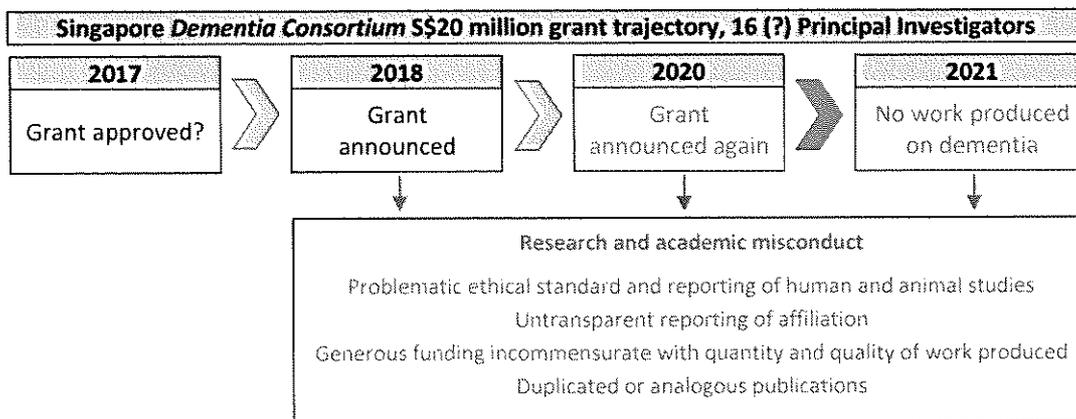 Singapore Dementia Consortium S$20 million grant trajectory, 16 (?) Principal Investigators
2017
Grant approved?
2018
Grant
announced
2020
Grant
announced again
2021
No work produced
on dementia
Research and academic misconduct
Problematic ethical standard and reporting of human and animal studies
Untransparent reporting of affiliation
Generous funding incommensurate with quantity and quality of work produced
Duplicated or analogous publications